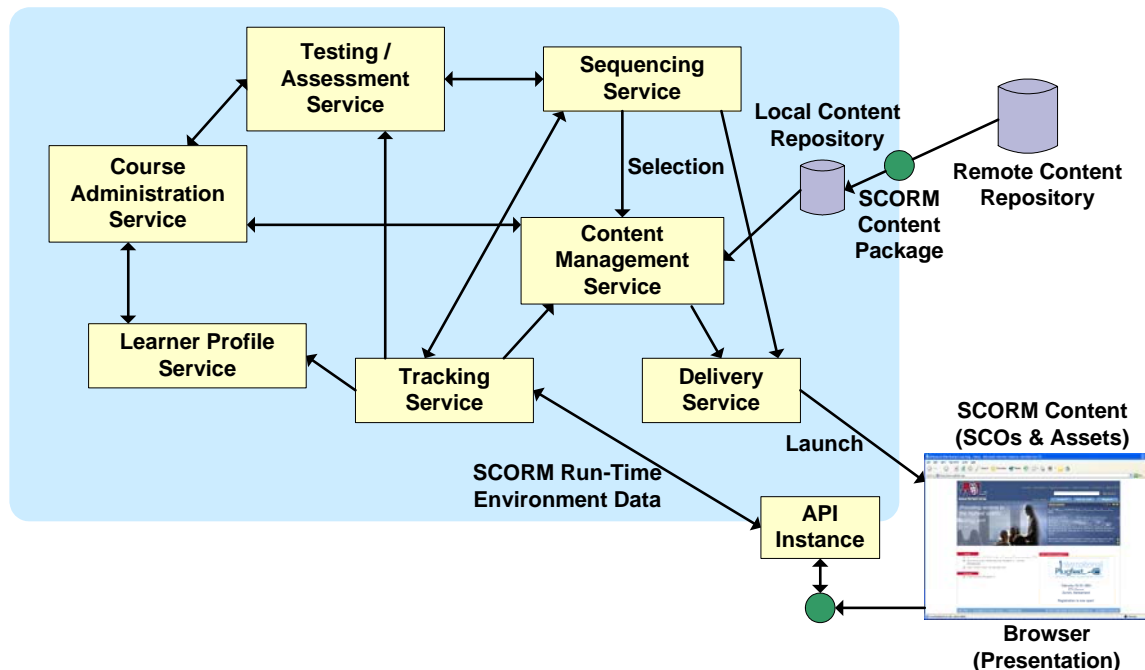 Testing /
Assessment
Service
Sequencing
Service
Local Content
Repository
Remote Content
Repository
Selection
SCORM
Content
Package
Course
Administration
Service
Content
Management
Service
Learner Profile
Service
Tracking
Service
Delivery
Service
Launch
SCORM Content
(SCOs & Assets)
SCORM Run-Time
Environment Data
API
Instance
International
Plugfest
Browser
(Presentation)